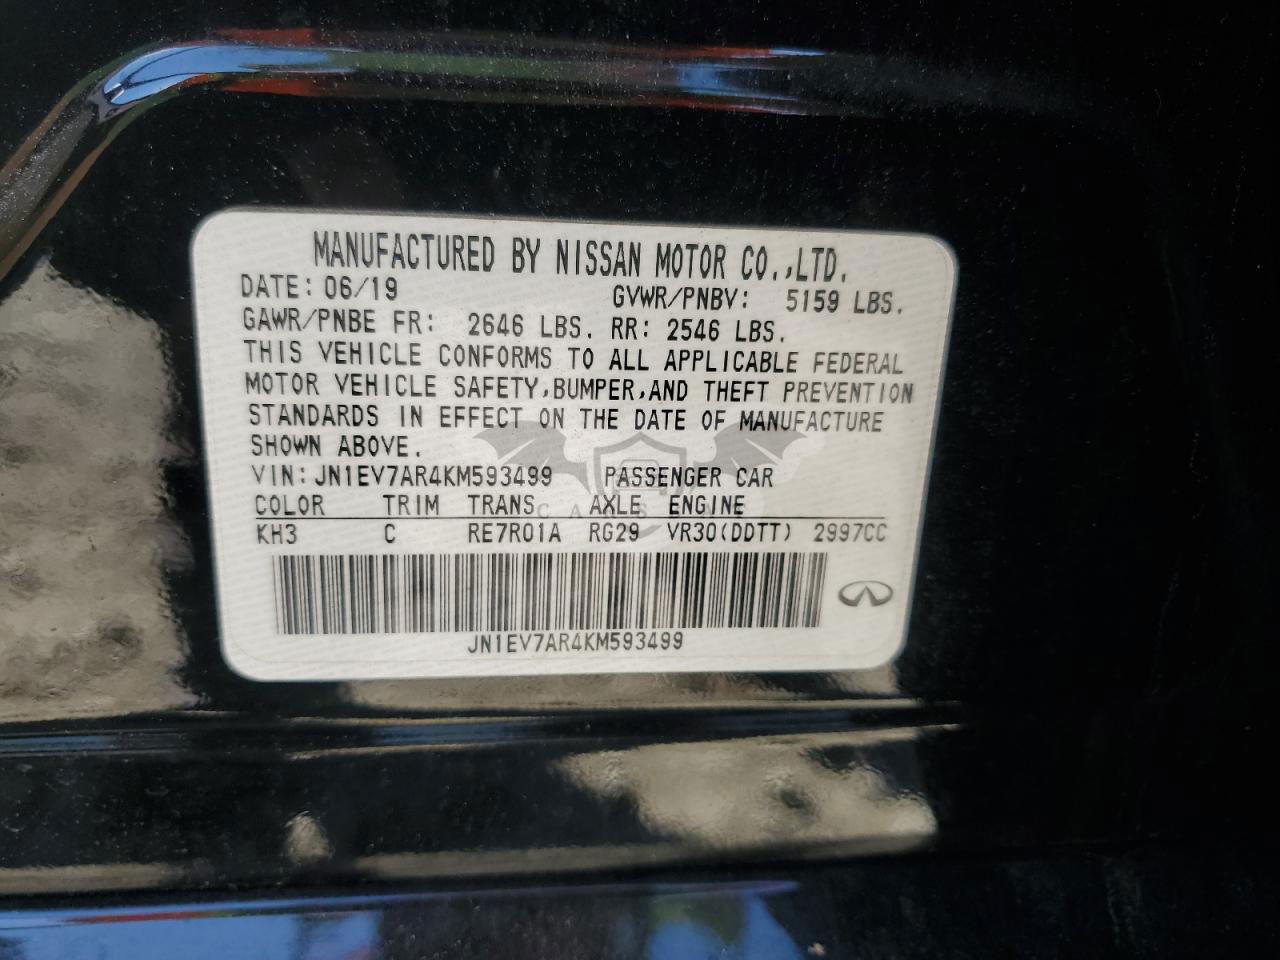 MANUFACTURED BY NISSAN MOTOR CO.,LTD.
DATE: 06/19 GVWR/PNBV: 5159 LBS.
GAWR/PNBE FR: 2646 LBS. RR: 2546 LBS.
THIS VEHICLE CONFORMS TO ALL APPLICABLE FEDERAL
MOTOR VEHICLE SAFETY,BUMPER,AND THEFT PREVENTION
STANDARDS IN EFFECT ON THE DATE OF MANUFACTURE
SHOWN ABOVE.
VIN:JN1EV7AR4KM593499 PASSENGER CAR
COLOR TRIM TRANS AXLE ENGINE
KH3 C RE7R01A RG29 VR30(DDTT) 2997CC
JN1EV7AR4KM593499